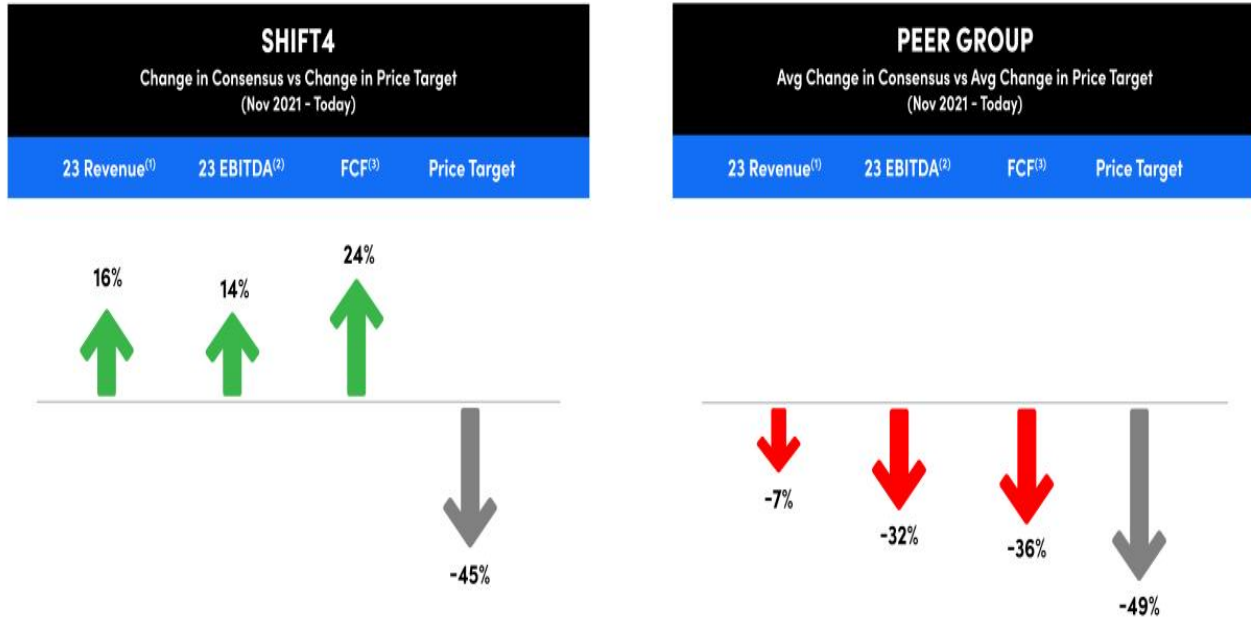 SHIFT4
Change in Consensus vs Change in Price Target
(Nov 2021 - Today)
23 Revenue(1) 23 EBITDA(2) FCF(3) Price Target
16%
14%
24%
-45%
PEER GROUP
Avg Change in Consensus vs Avg Change in Price Target
(Nov 2021 - Today)
23 Revenue(1) 23 EBITDA(2) FCF(3) Price Target
-7%
-32%
-36%
-49%